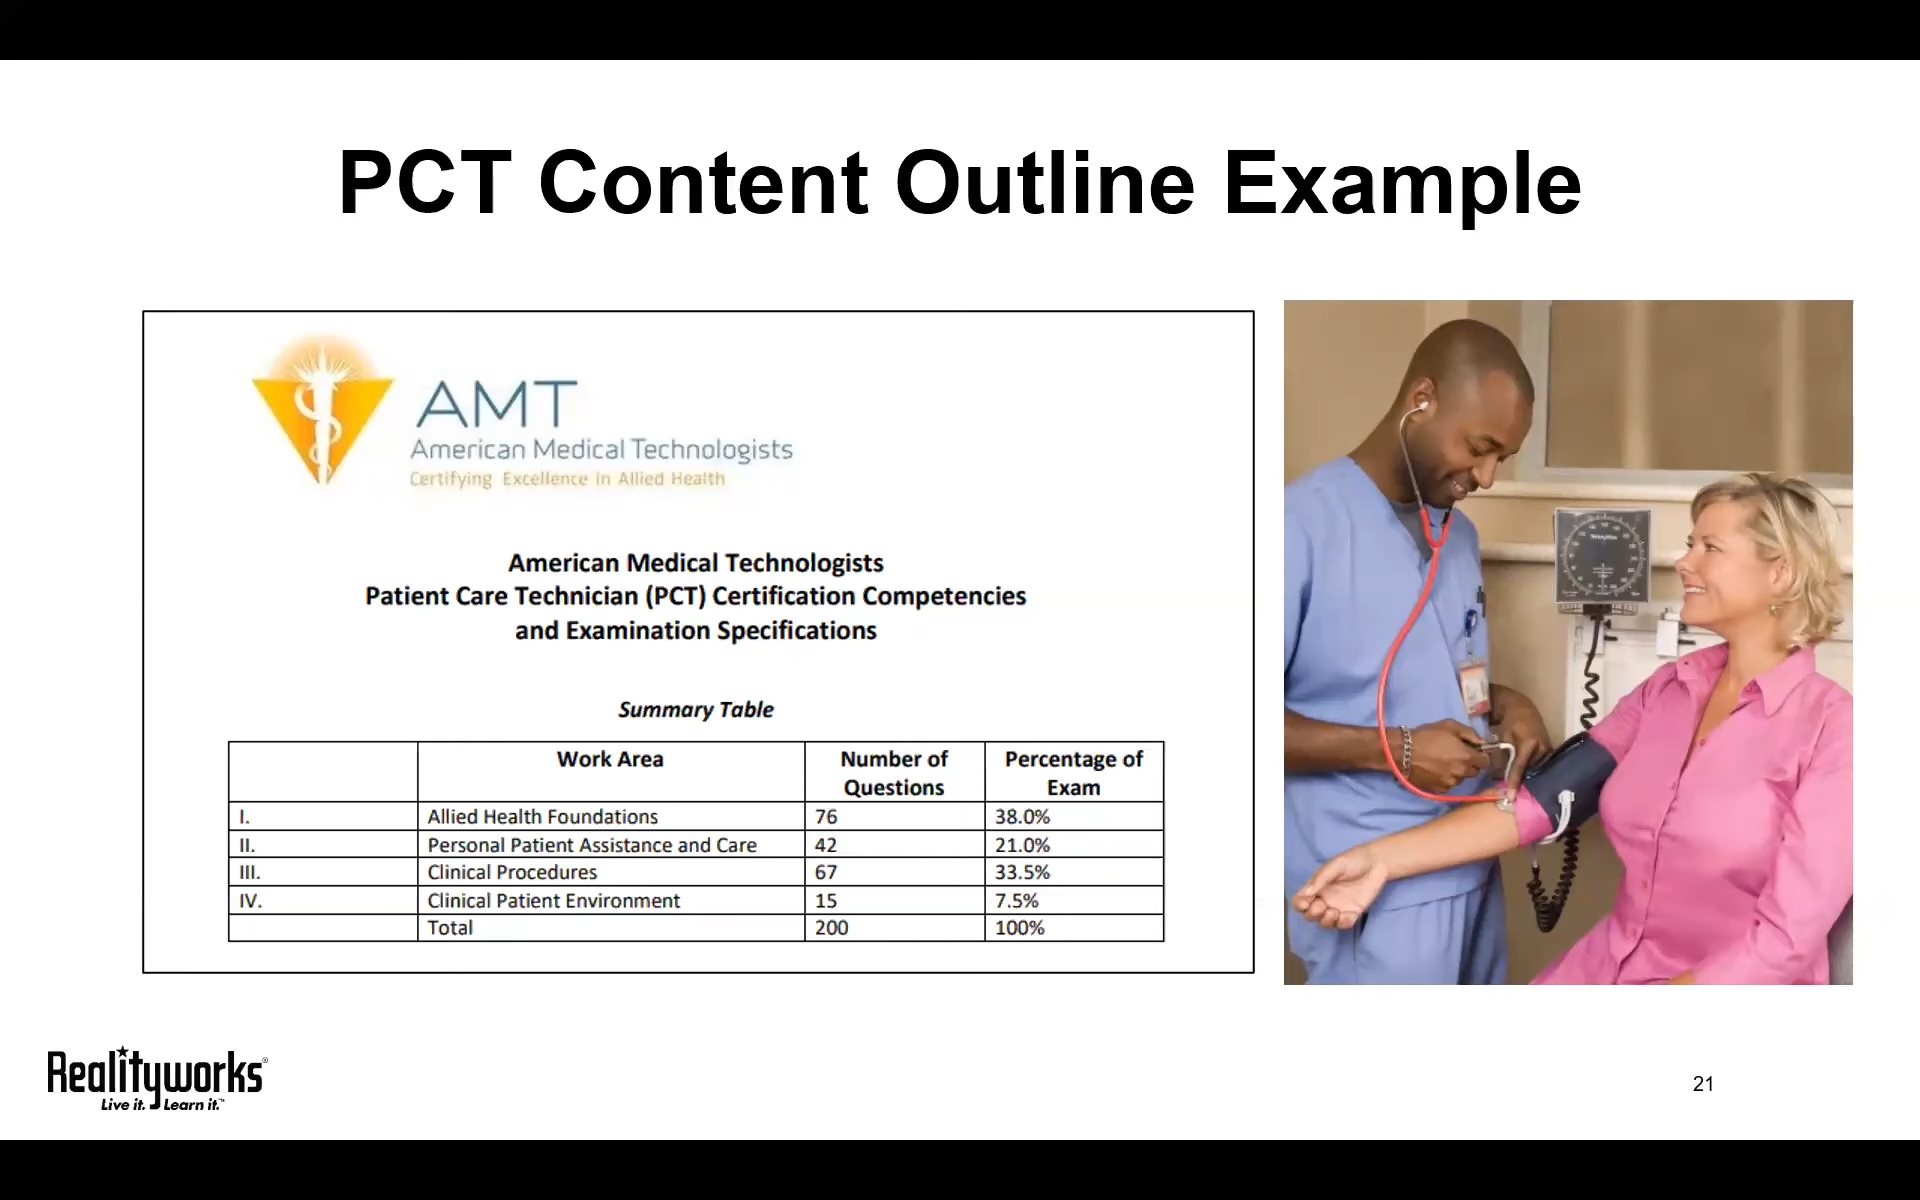 PCT Content Outline Example
AMT
American Medical Technologists
Certifying Excellence in Allied Health
American Medical Technologists
Patient Care Technician (PCT) Certification Competencies
and Examination Specifications
Summary Table
Work Area Number of Questions Percentage of Exam
I. Allied Health Foundations 76 38.0%
II. Personal Patient Assistance and Care 42 21.0%
III. Clinical Procedures 67 33.5%
IV. Clinical Patient Environment 15 7.5%
Total 200 100%
Realityworks®
Live it. Learn it.™
21